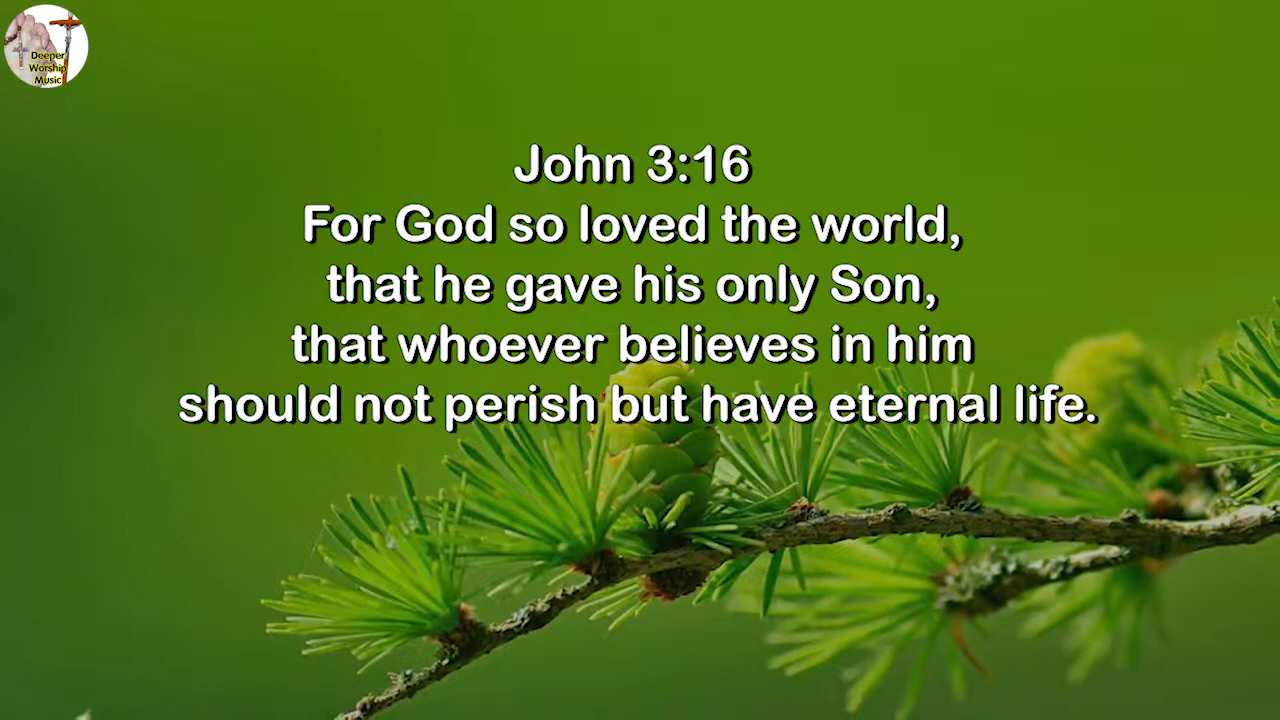 Deeper
Worship
Music
John 3:16
For God so loved the world,
that he gave his only Son,
that whoever believes in him
should not perish but have eternal life.